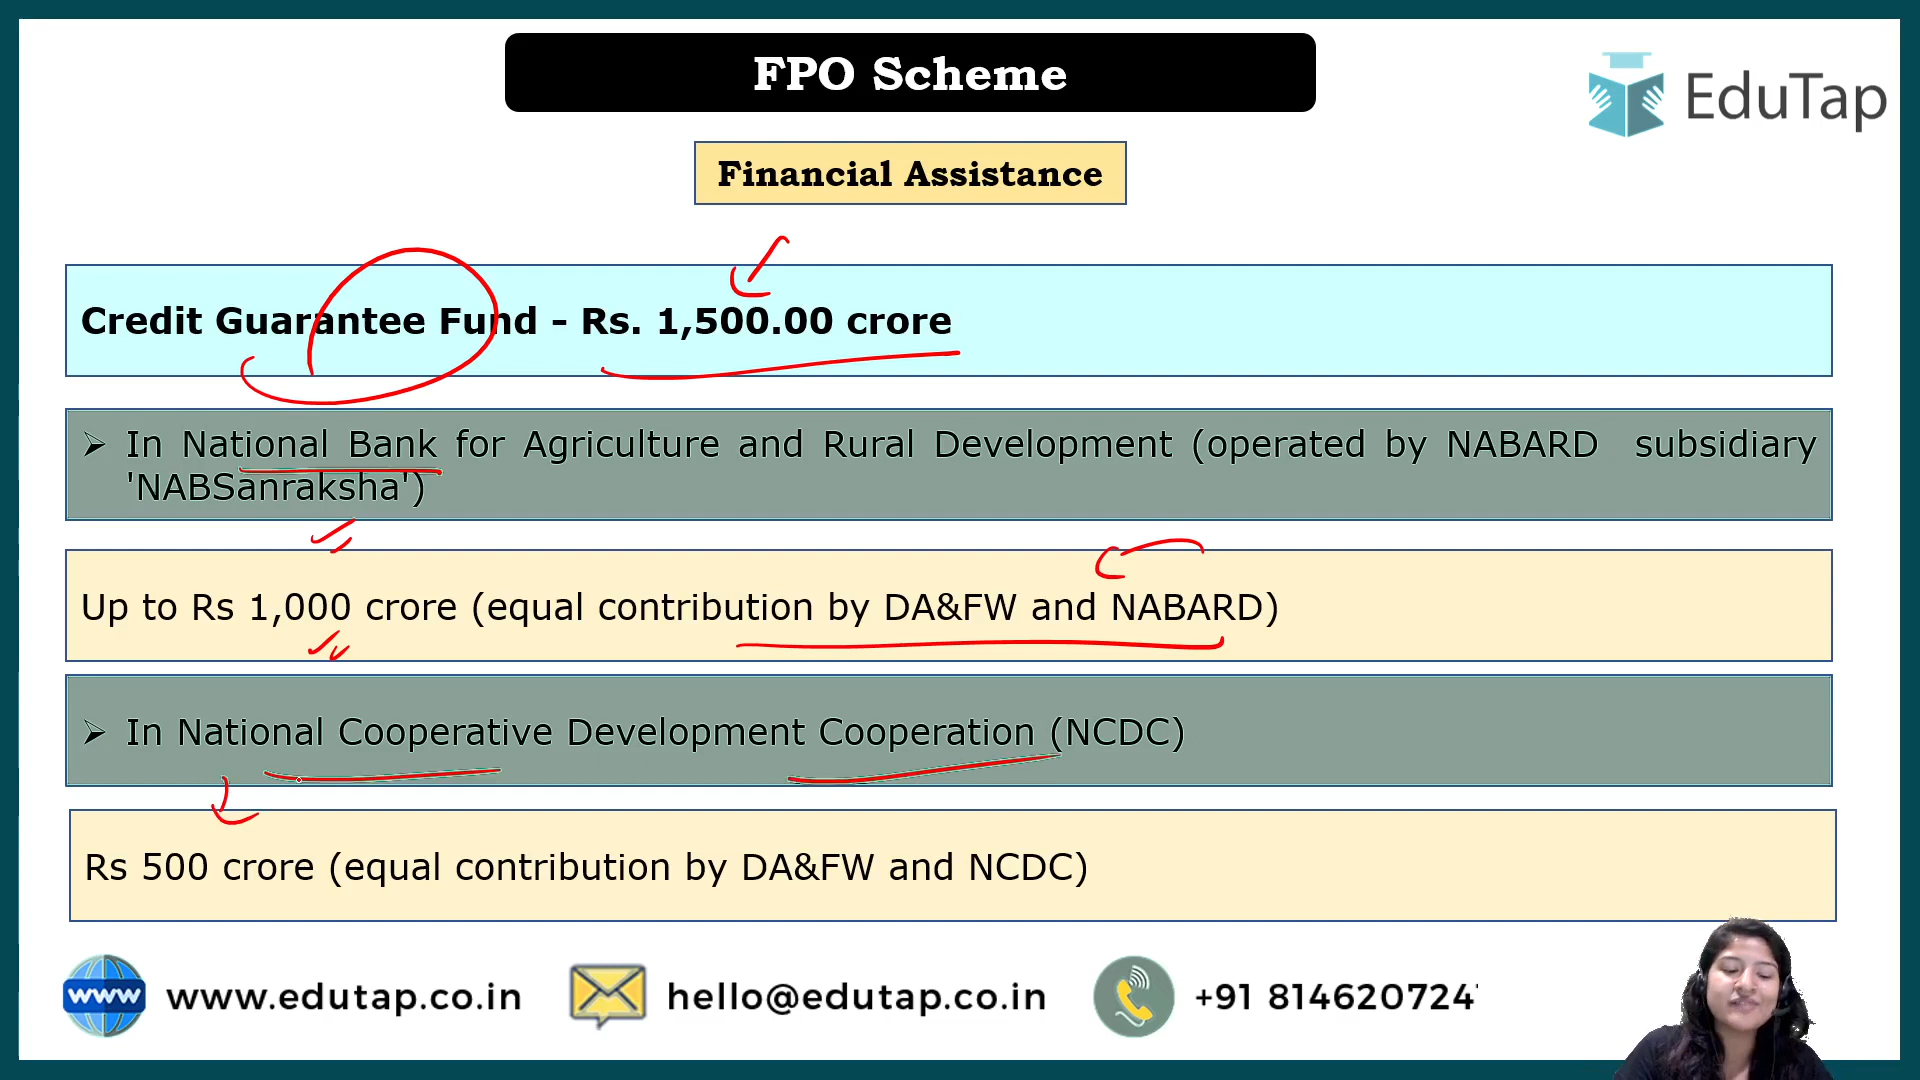 FPO Scheme
EduTap
Financial Assistance
Credit Guarantee Fund - Rs. 1,500.00 crore
➢ In National Bank for Agriculture and Rural Development (operated by NABARD subsidiary
'NABSanraksha')
Up to Rs 1,000 crore (equal contribution by DA&FW and NABARD)
➢ In National Cooperative Development Cooperation (NCDC)
Rs 500 crore (equal contribution by DA&FW and NCDC)
www www.edutap.co.in hello@edutap.co.in +91 814620724